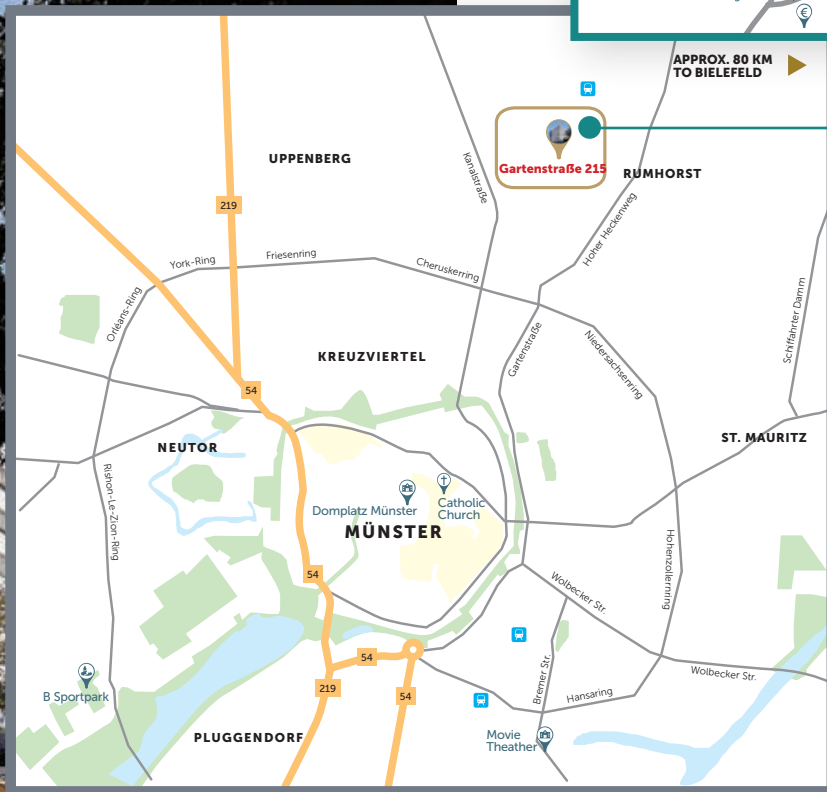 €
APPROX. 80 KM
TO BIELEFELD
UPPENBERG
Kanalstraße
Gartenstraße 215
RUMHORST
219
Hoher Heckenweg
York-Ring
Friesenring
Cheruskerring
Orléans-Ring
Schiffahrter Damm
Gartenstraße
Niedersachsenring
KREUZVIERTEL
54
NEUTOR
ST. MAURITZ
Rishon-Le-Zion-Ring
Domplatz Münster
Catholic
Church
MÜNSTER
Hohenzollernring
54
Wolbecker Str.
54
219
54
Bremer Str.
Hansaring
Wolbecker Str.
B Sportpark
PLUGGENDORF
Movie
Theather